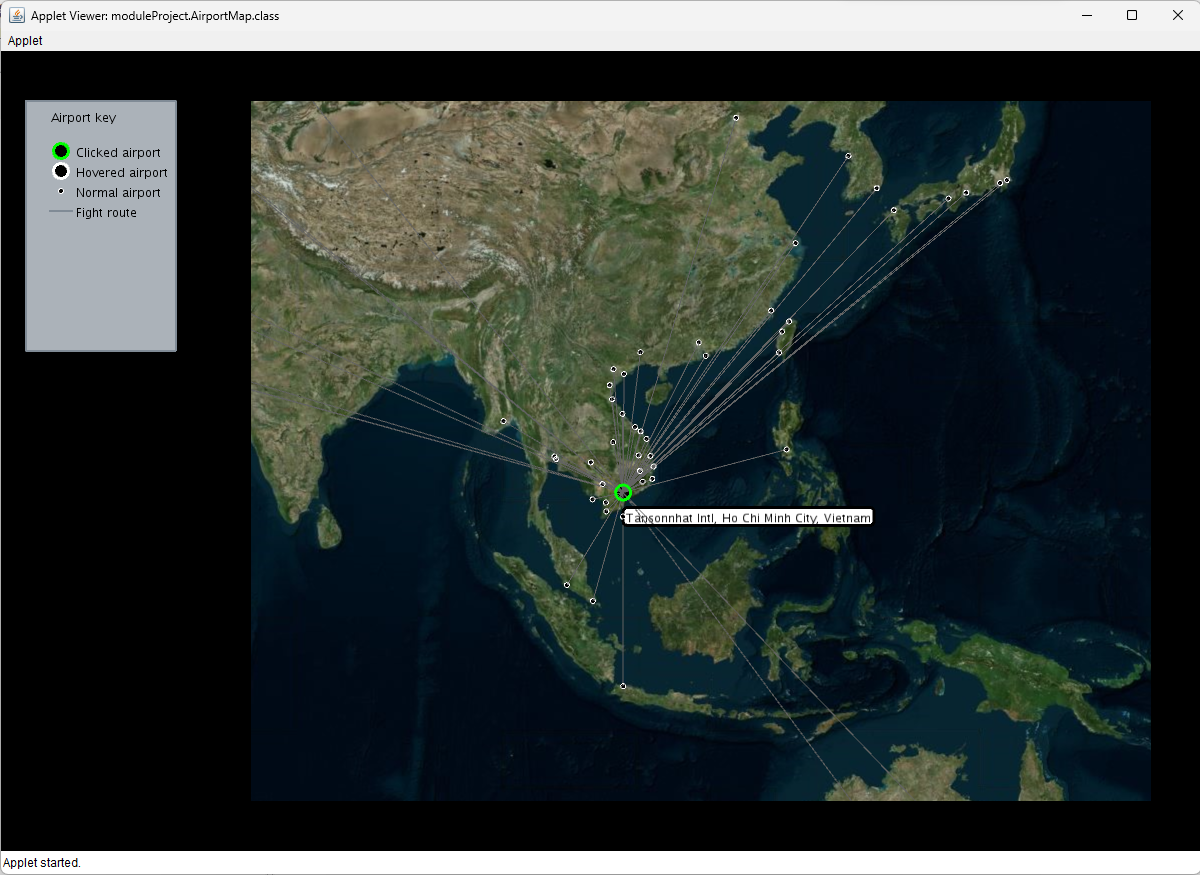 Applet Viewer: moduleProject.AirportMap.class
Applet
Airport key
Clicked airport
Hovered airport
Normal airport
Fight route
Tansonnhat Intl, Ho Chi Minh City, Vietnam
Applet started.